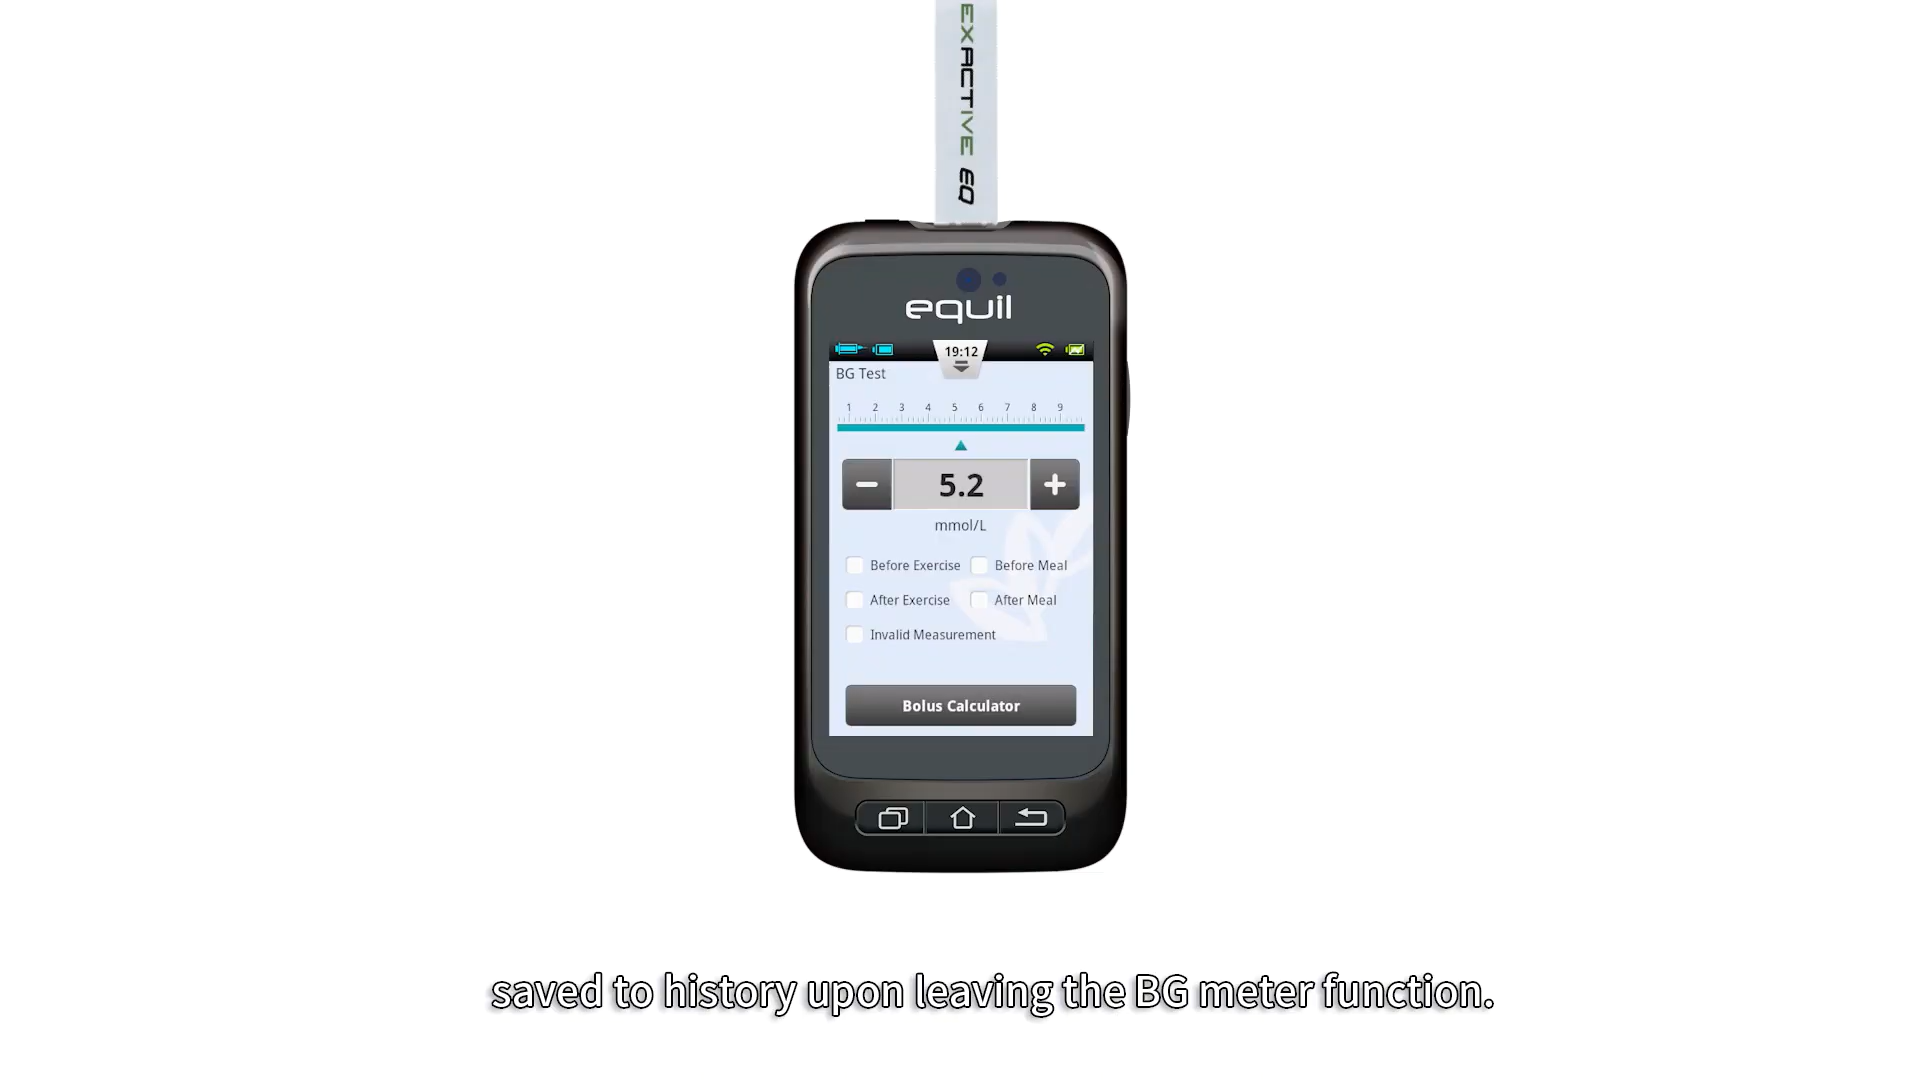 EXACTIVE EQ
equil
19:12
BG Test
1 2 3 4 5 6 7 8 9
5.2
mmol/L
Before Exercise Before Meal
After Exercise After Meal
Invalid Measurement
Bolus Calculator
saved to history upon leaving the BG meter function.